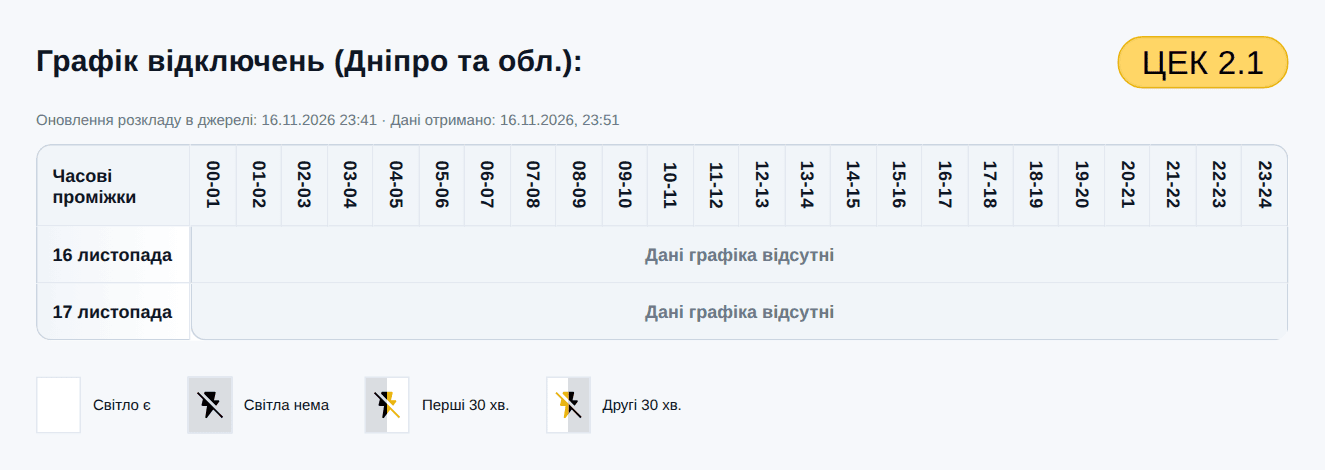 Графік відключень (Дніпро та обл.):
ЦЕК 2.1
Оновлення розкладу в джерелі: 16.11.2026 23:41 · Дані отримано: 16.11.2026, 23:51
Часові
проміжки
00-01
01-02
02-03
03-04
04-05
05-06
06-07
07-08
08-09
09-10
10-11
11-12
12-13
13-14
14-15
15-16
16-17
17-18
18-19
19-20
20-21
21-22
22-23
23-24
16 листопада
Дані графіка відсутні
17 листопада
Дані графіка відсутні
Світло є
Світла нема
Перші 30 хв.
Другі 30 хв.